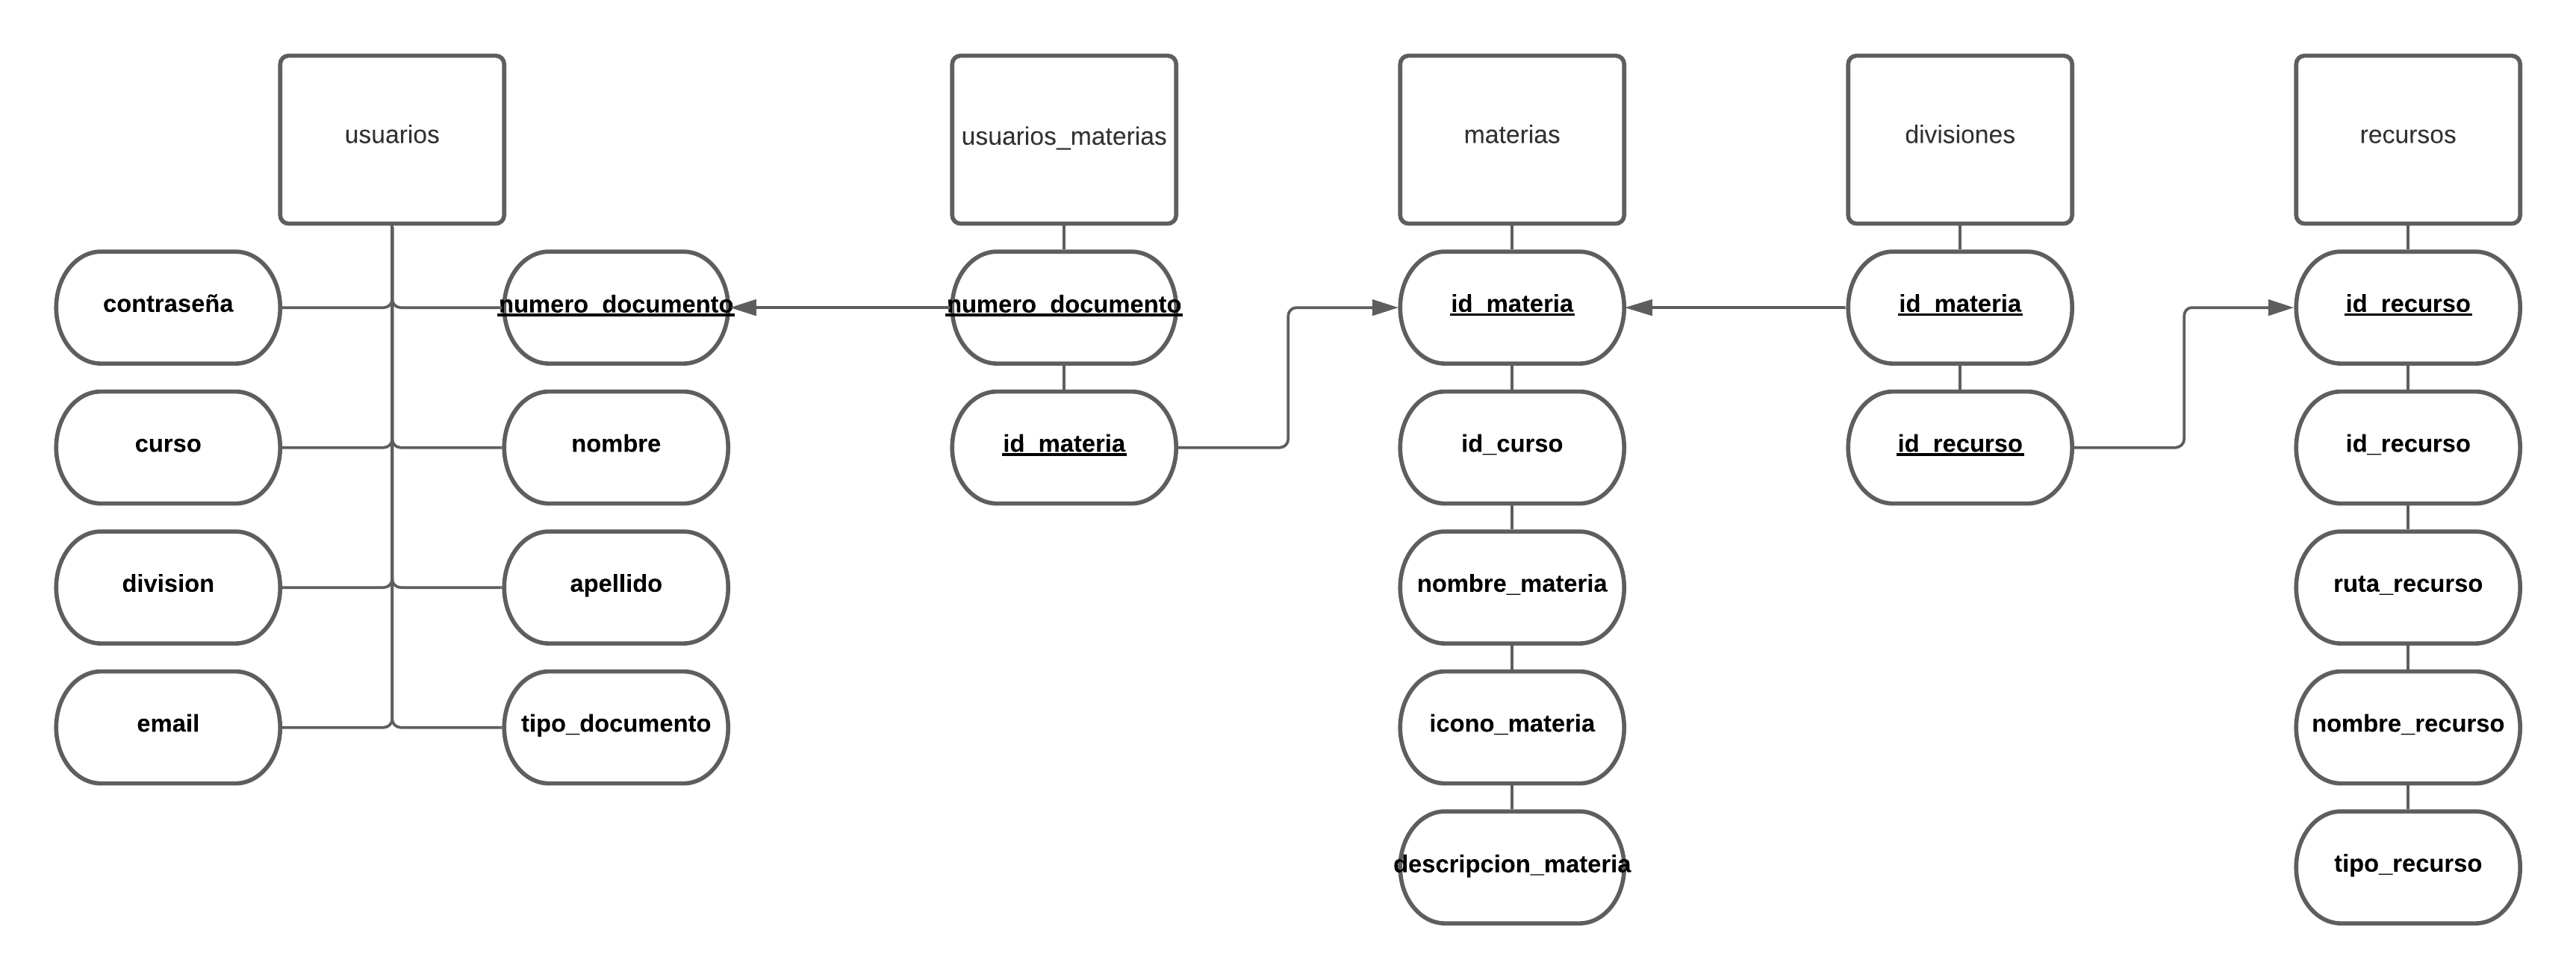 usuarios
usuarios_materias
materias
divisiones
recursos
contraseña
numero_documento
numero_documento
id_materia
id_materia
id_recurso
curso
nombre
id_materia
id_curso
id_recurso
id_recurso
division
apellido
nombre_materia
ruta_recurso
email
tipo_documento
icono_materia
nombre_recurso
descripcion_materia
tipo_recurso